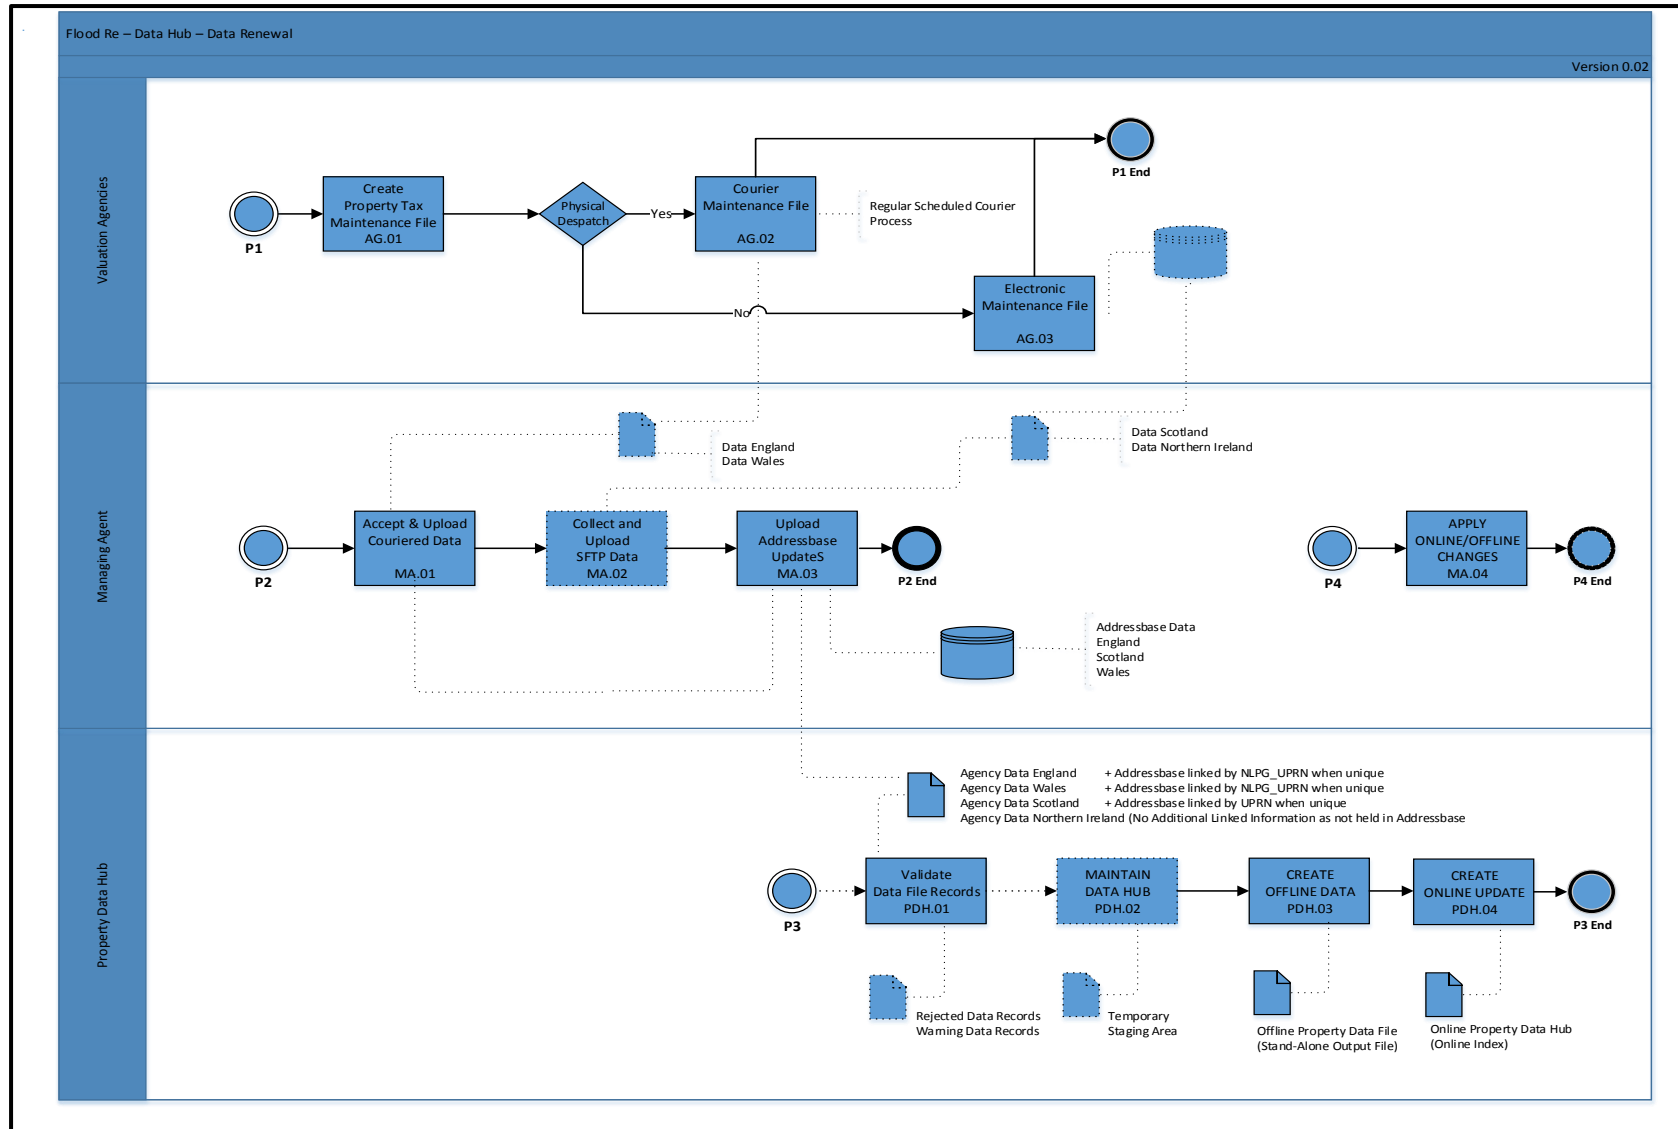 Flood Re – Data Hub – Data Renewal
Version 0.02
Valuation Agencies
P1
Create
Property Tax
Maintenance File
AG.01
Physical
Despatch
Yes
No
Courier
Maintenance File
AG.02
Regular Scheduled Courier
Process
Electronic
Maintenance File
AG.03
P1 End
Managing Agent
Data England
Data Wales
Data Scotland
Data Northern Ireland
P2
Accept & Upload
Couriered Data
MA.01
Collect and
Upload
SFTP Data
MA.02
Upload
Addressbase
UpdateS
MA.03
P2 End
P4
APPLY
ONLINE/OFFLINE
CHANGES
MA.04
P4 End
Addressbase Data
England
Scotland
Wales
Property Data Hub
Agency Data England + Addressbase linked by NLPG_UPRN when unique
Agency Data Wales + Addressbase linked by NLPG_UPRN when unique
Agency Data Scotland + Addressbase linked by UPRN when unique
Agency Data Northern Ireland (No Additional Linked Information as not held in Addressbase
P3
Validate
Data File Records
PDH.01
MAINTAIN
DATA HUB
PDH.02
CREATE
OFFLINE DATA
PDH.03
CREATE
ONLINE UPDATE
PDH.04
P3 End
Rejected Data Records
Warning Data Records
Temporary
Staging Area
Offline Property Data File
(Stand-Alone Output File)
Online Property Data Hub
(Online Index)